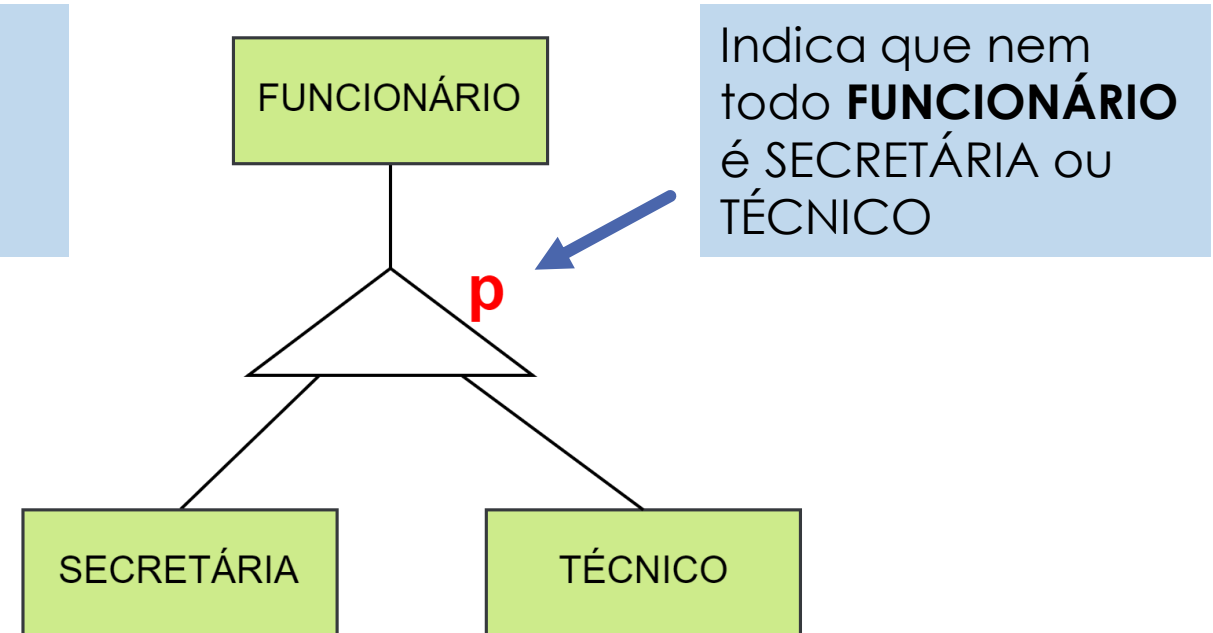 FUNCIONÁRIO
Indica que nem
todo FUNCIONÁRIO
é SECRETÁRIA ou
TÉCNICO
p
SECRETÁRIA
TÉCNICO